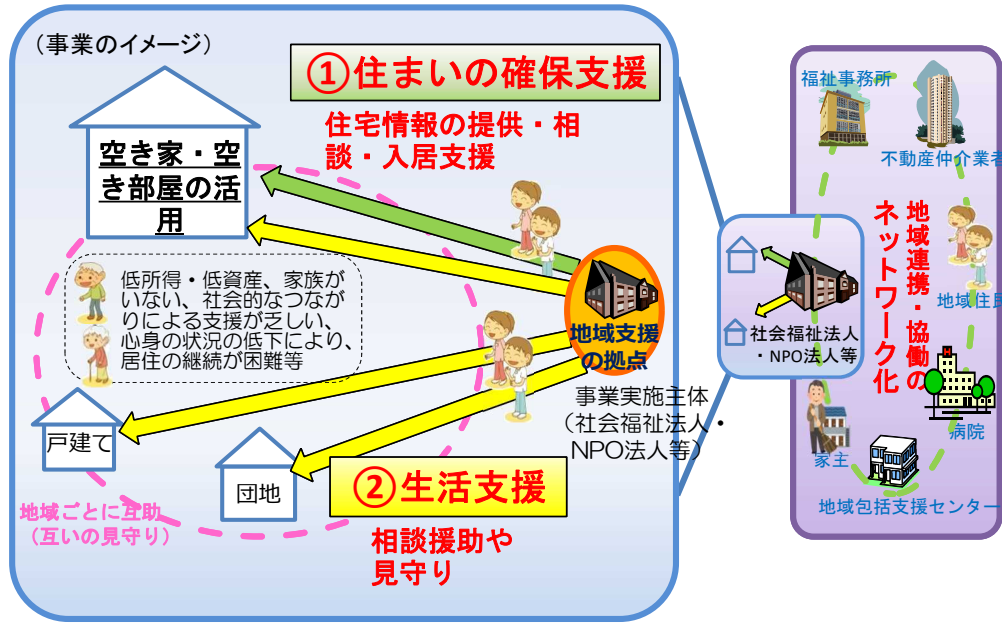 （事業のイメージ）
①住まいの確保支援
住宅情報の提供・相
談・入居支援
空き家・空
き部屋の活
用
低所得・低資産、家族が
いない、社会的なつなが
りによる支援が乏しい、
心身の状況の低下により、
居住の継続が困難等
地域支援
の拠点
事業実施主体
（社会福祉法人・
NPO法人等）
戸建て
団地
地域ごとに互助
（互いの見守り）
②生活支援
相談援助や
見守り
社会福祉法人
・NPO法人等
福祉事務所
不動産仲介業者
地域連携・協働の
ネットワーク化
地域住民
H
病院
家主
地域包括支援センター